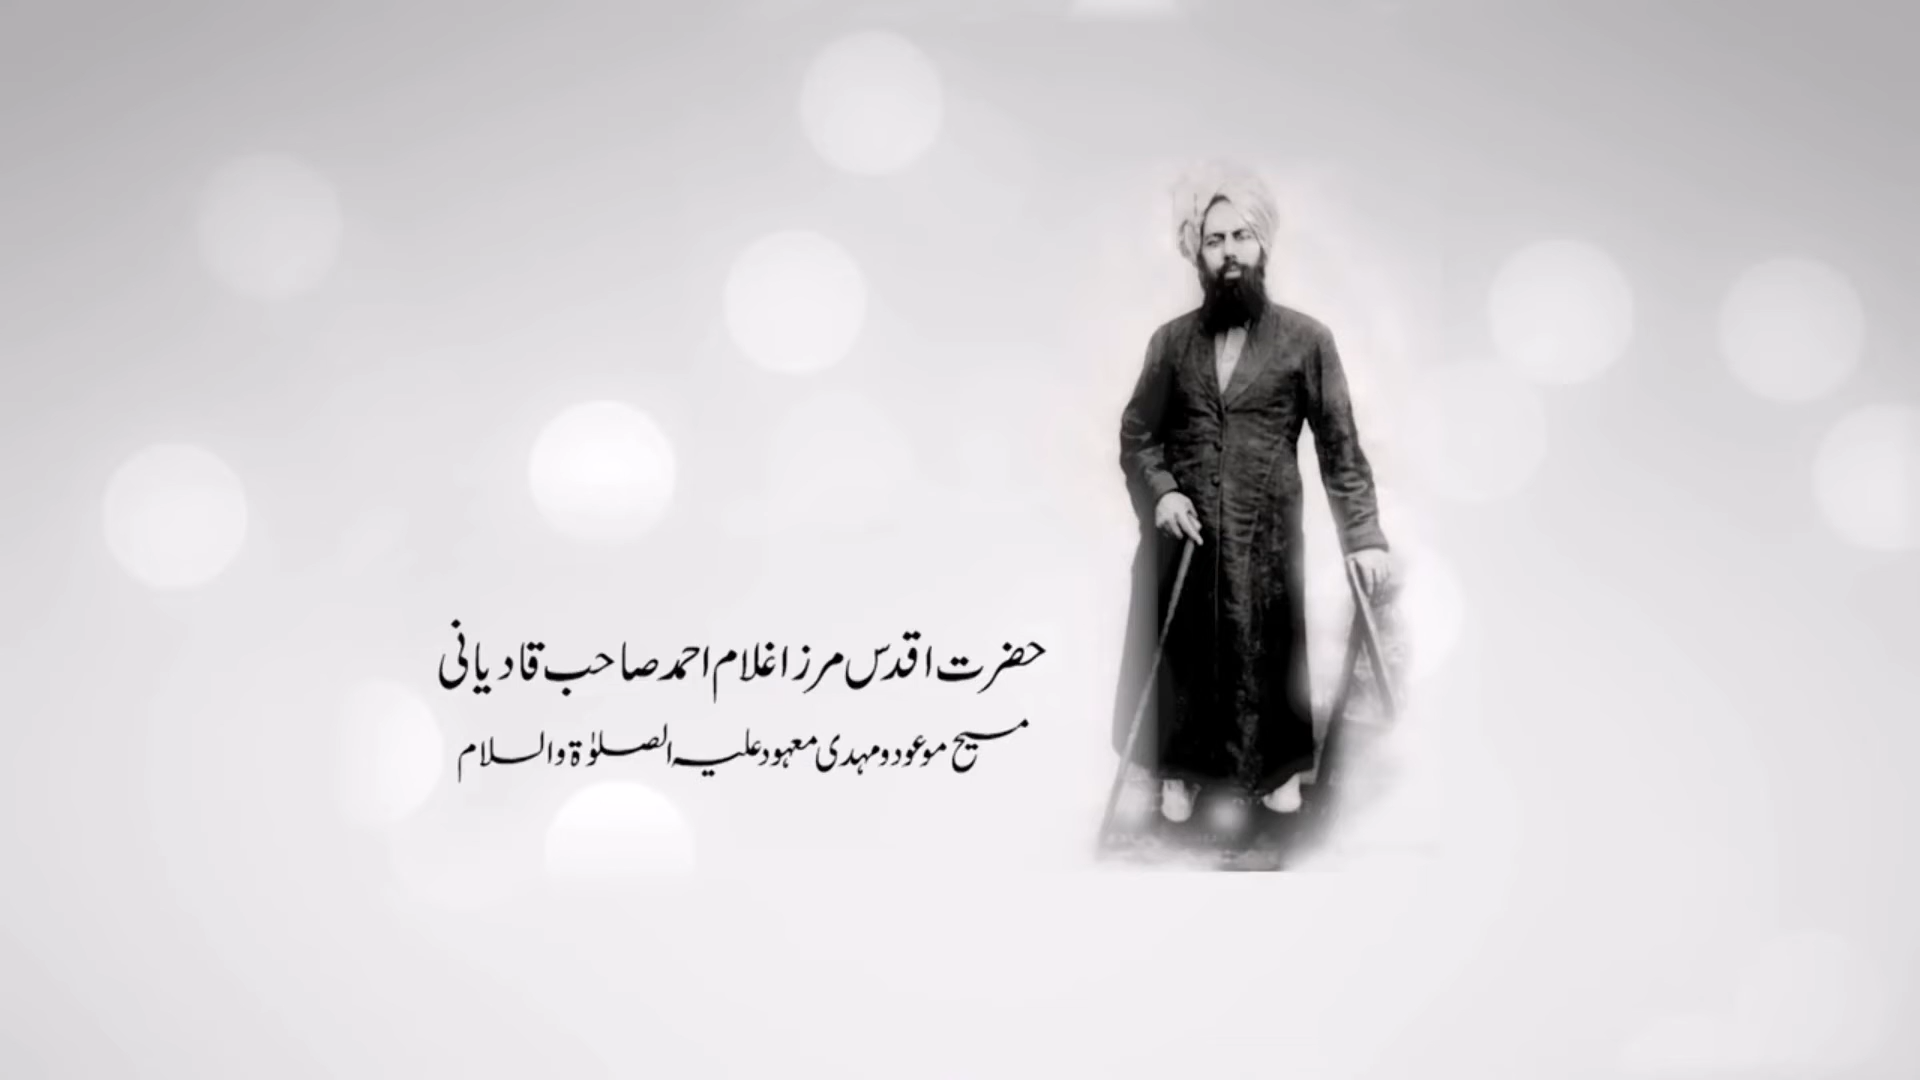 حضرت اقدس مرزا غلام احمد صاحب قادیانی
مسیح موعود و مہدی معہود علیہ الصلوٰۃ والسلام